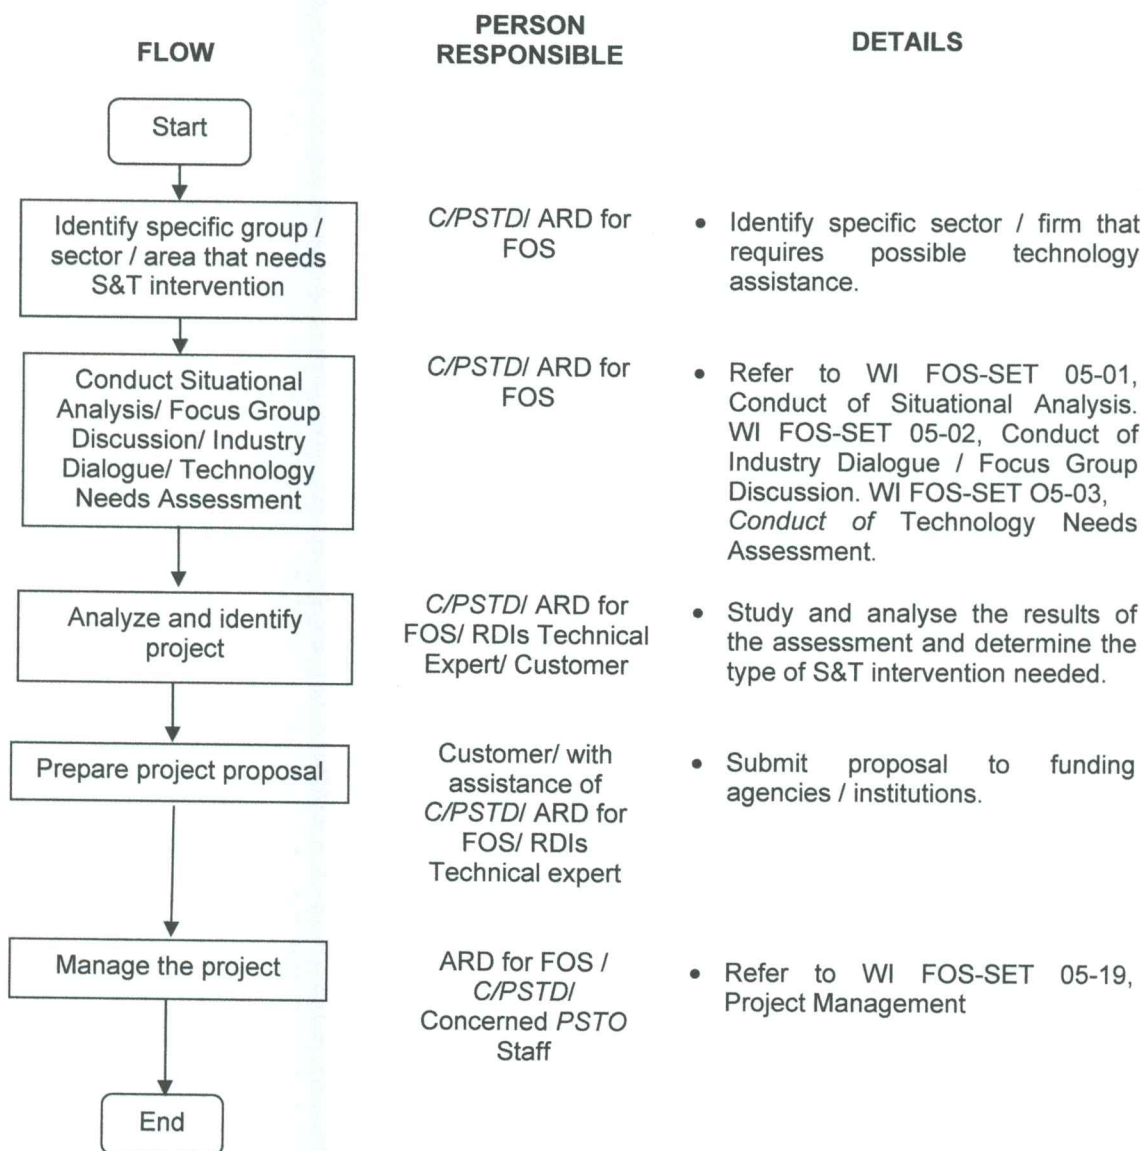 FLOW
PERSON
RESPONSIBLE
DETAILS
Start
Identify specific group /
sector / area that needs
S&T intervention
C/PSTD/ ARD for
FOS
• Identify specific sector / firm that
requires possible technology
assistance.
Conduct Situational
Analysis/ Focus Group
Discussion/ Industry
Dialogue/ Technology
Needs Assessment
C/PSTD/ ARD for
FOS
• Refer to WI FOS-SET 05-01,
Conduct of Situational Analysis.
WI FOS-SET 05-02, Conduct of
Industry Dialogue / Focus Group
Discussion. WI FOS-SET O5-03,
Conduct of Technology Needs
Assessment.
Analyze and identify
project
C/PSTD/ ARD for
FOS/ RDIs Technical
Expert/ Customer
• Study and analyse the results of
the assessment and determine the
type of S&T intervention needed.
Prepare project proposal
Customer/ with
assistance of
C/PSTD/ ARD for
FOS/ RDIs
Technical expert
• Submit proposal to funding
agencies / institutions.
Manage the project
ARD for FOS /
C/PSTD/
Concerned PSTO
Staff
• Refer to WI FOS-SET 05-19,
Project Management
End